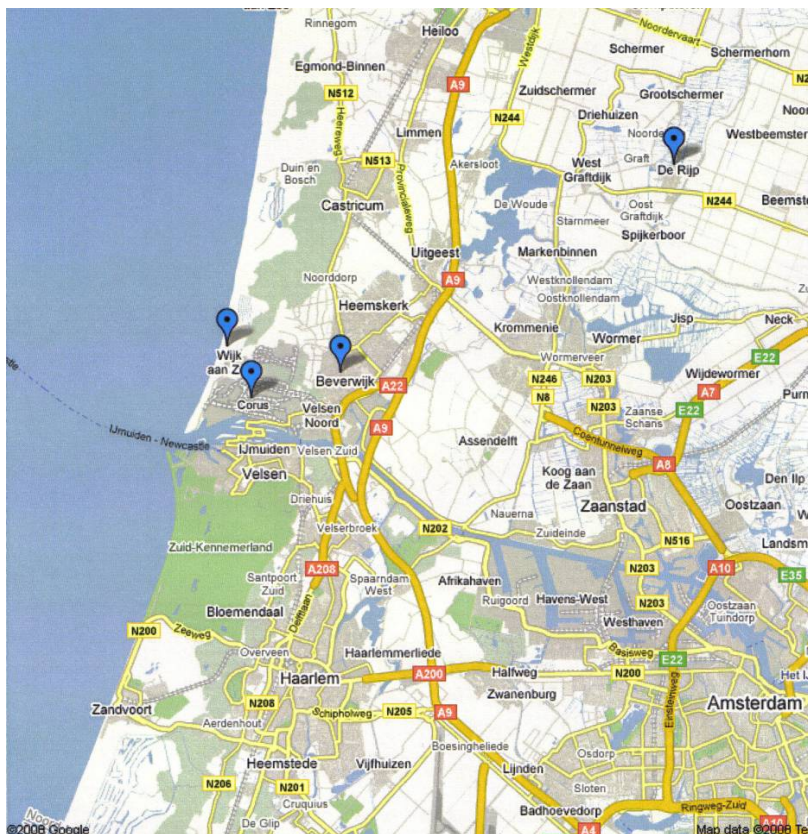 Rinnegom
Heiloo
Westdijk
Noordervaart
Schermer
Schermerhorn
Egmond-Binnen
A9
Zuidschermer
Grootschermer
N512
N244
Driehuizen
Heereweg
Limmen
Westbeemster
N513
Akersloot
West
Graftdijk
Graft
De Rijp
Duin en
Bosch
Provincialeweg
Castricum
De Woude
N244
Oost
Graftdijk
Starnmeer
Spijkerboor
Uitgeest
Markenbinnen
Noorddorp
A9
Westknollendam
Oostknollendam
Heemskerk
Krommenie
Jisp
Neck
Wormer
Wijk
Wormerveer
E22
Beverwijk
A22
N246
N203
Wijdewormer
A7
Corus
N8
Velsen
Noord
N203
E22
Zaanse
Schans
A9
IJmuiden - Newcastle
IJmuiden
Velsen Zuid
Assendelft
Coentunnelweg
Velsen
Koog aan
de Zaan
A8
Den Ilp
Driehuis
Zaanstad
Oostzaan
Nauerna
Velserbroek
N202
Zuideinde
N516
Zuid-Kennemerland
A208
A10
E35
Santpoort
Zuid
Spaarndam
West
Afrikahaven
N203
Ruigoord
Havens-West
N203
Oostzaan
Tuindorp
Bloemendaal
Delftlaan
Westhaven
N200
Zeeweg
Overveen
Haarlemmerliede
Basisweg
E22
Haarlem
A200
Halfweg
N200
Zwanenburg
Einsteinweg
Amsterdam
Zandvoort
N208
Schipholweg
N205
A9
Aerdenhout
Boesingheliede
Osdorp
Heemstede
Vijfhuizen
Lijnden
Sloten
N206
N201
Cruquius
Badhoevedorp
Ringweg-Zuid
De Glip
A4
A10
©2008 Google
Map data ©2008